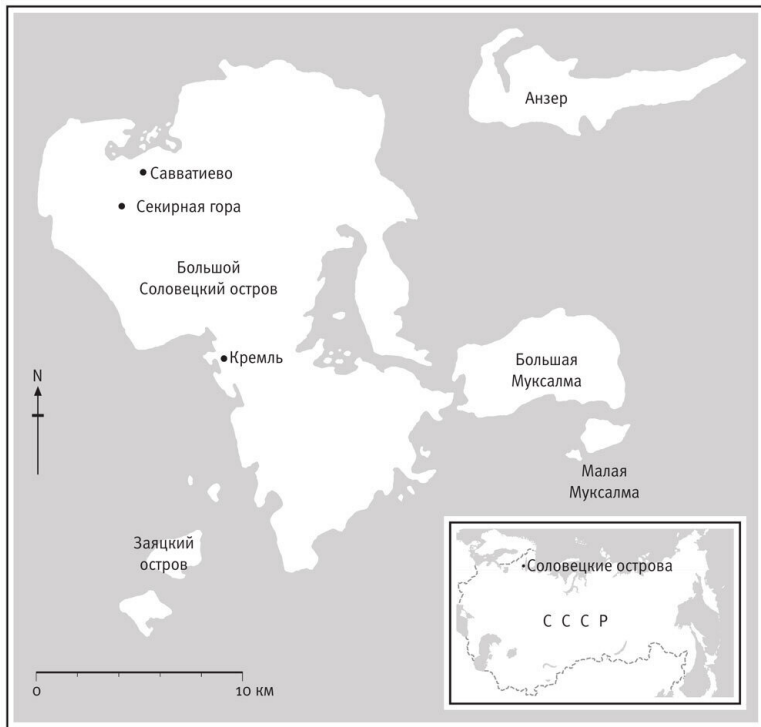 Анзер
Савватиево
Секирная гора
Большой
Соловецкий остров
Кремль
Большая
Муксалма
N
Малая
Муксалма
Заяцкий
остров
Соловецкие острова
С С С Р
0 10 км